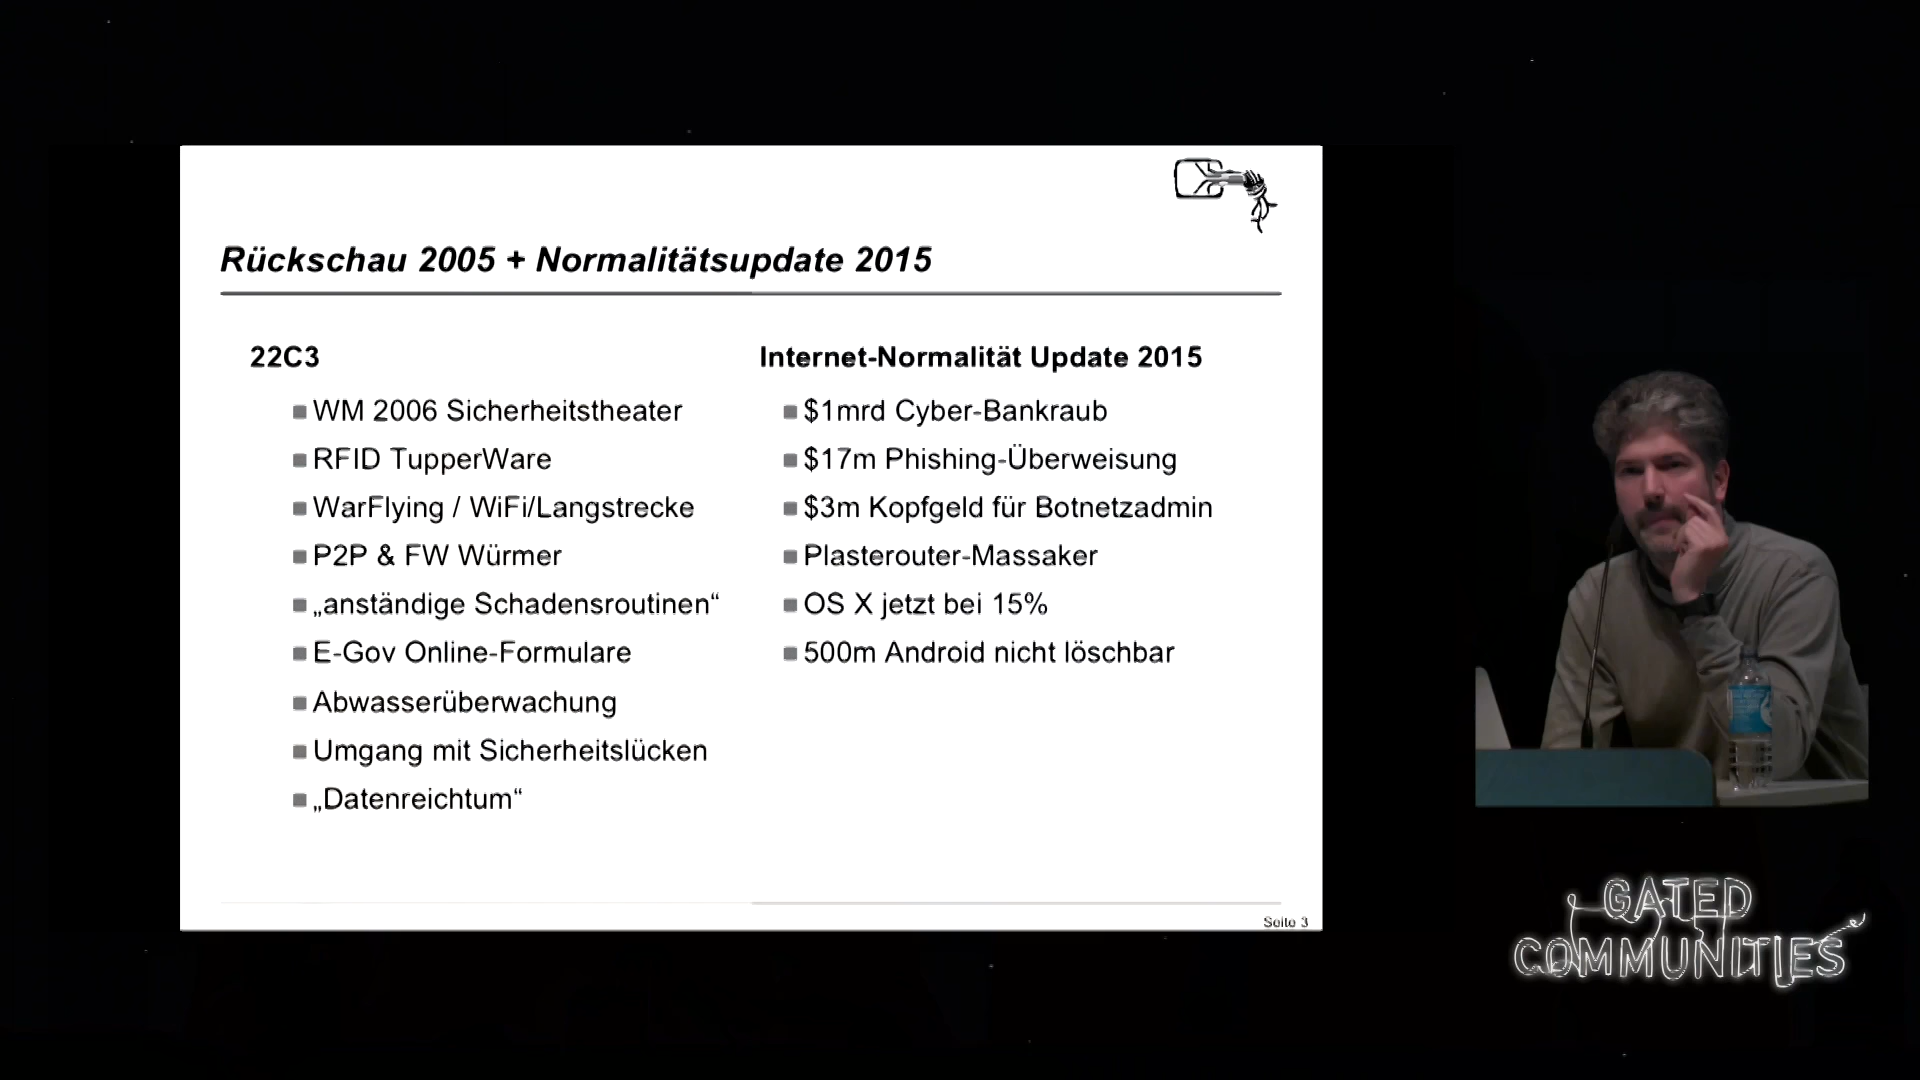 Rückschau 2005 + Normalitätsupdate 2015
22C3
WM 2006 Sicherheitstheater
RFID TupperWare
WarFlying / WiFi/Langstrecke
P2P & FW Würmer
„anständige Schadensroutinen“
E-Gov Online-Formulare
Abwasserüberwachung
Umgang mit Sicherheitslücken
„Datenreichtum“
Internet-Normalität Update 2015
$1mrd Cyber-Bankraub
$17m Phishing-Überweisung
$3m Kopfgeld für Botnetzadmin
Plasterouter-Massaker
OS X jetzt bei 15%
500m Android nicht löschbar
Seite 3
GATED
COMMUNITIES